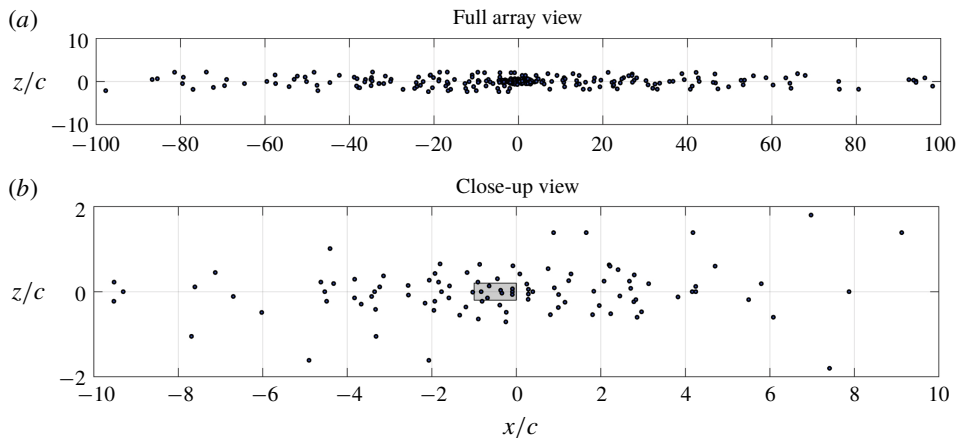 (a) Full array view
10
z/c 0
−10
−100 −80 −60 −40 −20 0 20 40 60 80 100
(b) Close-up view
2
z/c 0
−2
−10 −8 −6 −4 −2 0 2 4 6 8 10
x/c